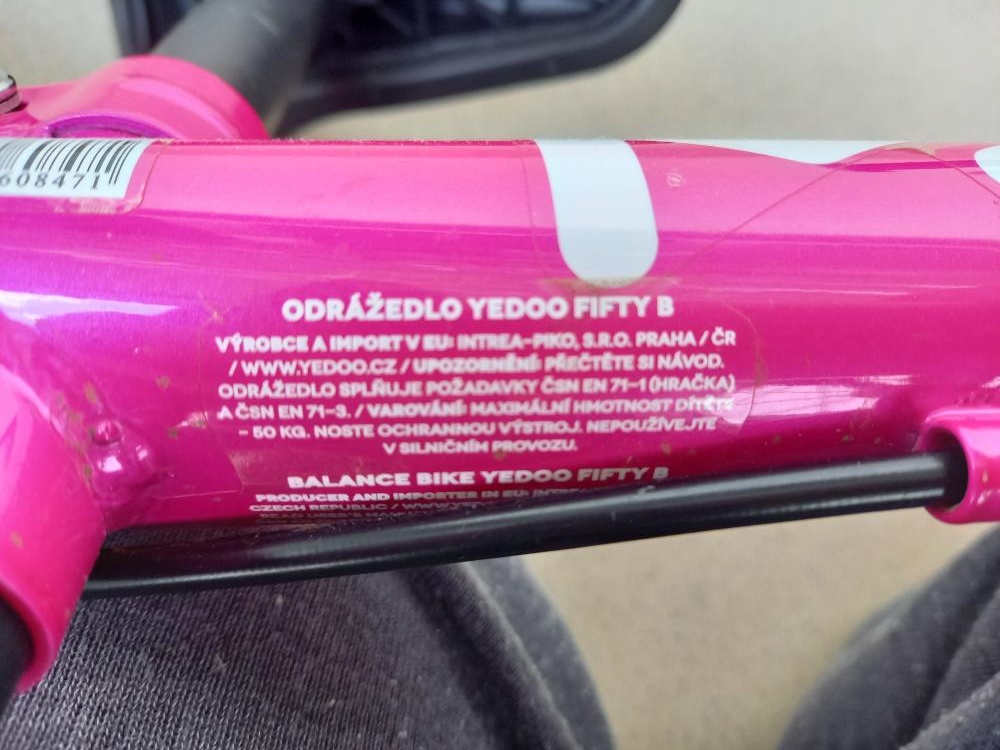 608471
ODRÁŽEDLO YEDOO FIFTY B
VÝROBCE A IMPORT V EU: INTREA-PIKO, S.R.O. PRAHA / ČR
/ WWW.YEDOO.CZ / UPOZORNĚNÍ: PŘEČTĚTE SI NÁVOD.
ODRÁŽEDLO SPLŇUJE POŽADAVKY ČSN EN 71-1 (HRAČKA)
A ČSN EN 71-3. / VAROVÁNÍ: MAXIMÁLNÍ HMOTNOST DÍTĚTE
- 50 KG. NOSTE OCHRANNOU VÝSTROJ. NEPOUŽÍVEJTE
V SILNIČNÍM PROVOZU.
BALANCE BIKE YEDOO FIFTY B
PRODUCER AND IMPORTER IN EU:
CZECH REPUBLIC /